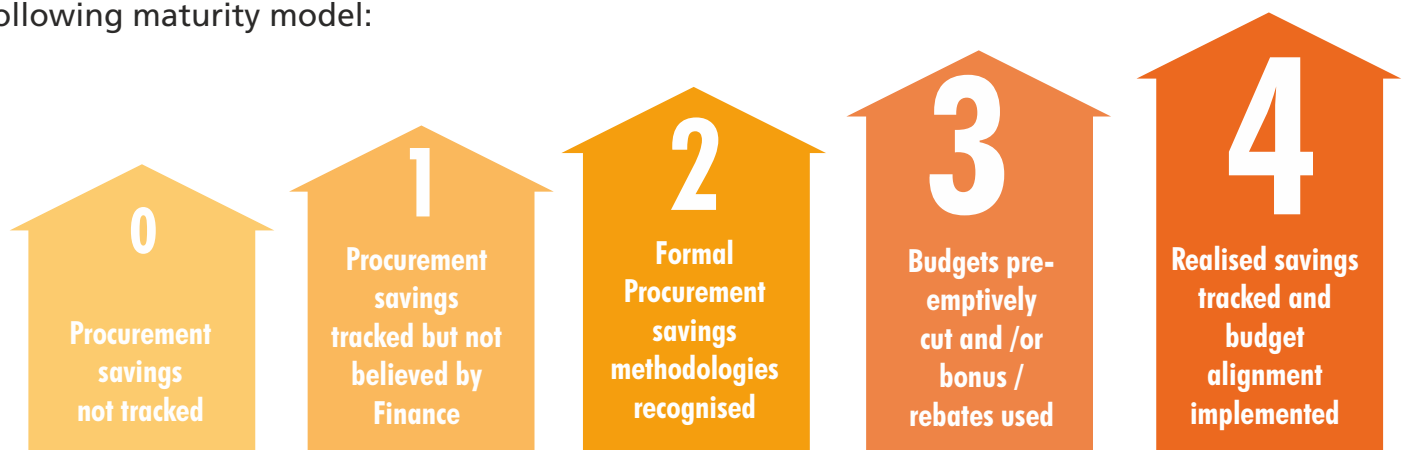 ollowing maturity model:
0
Procurement
savings
not tracked
1
Procurement
savings
tracked but not
believed by
Finance
2
Formal
Procurement
savings
methodologies
recognised
3
Budgets pre-
emptively
cut and /or
bonus /
rebates used
4
Realised savings
tracked and
budget
alignment
implemented